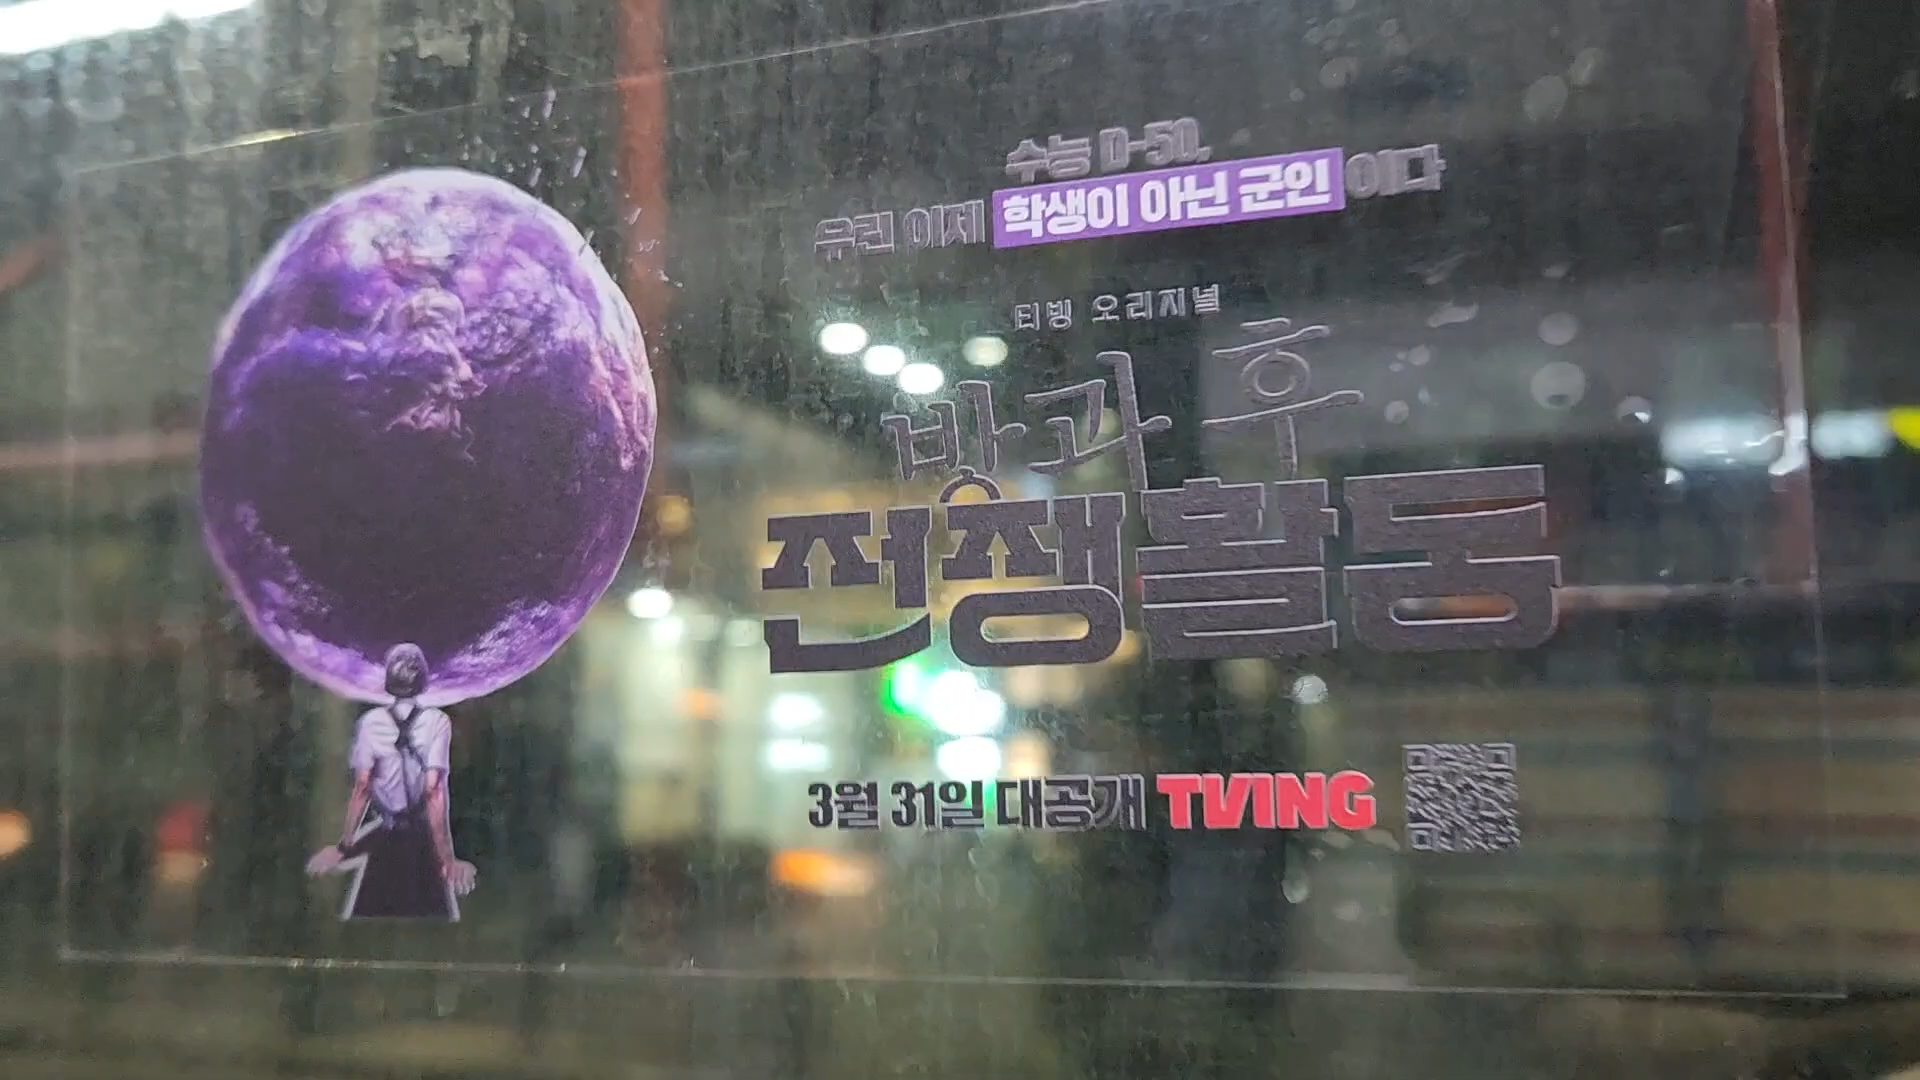 수능 D-50,
우린 이제 학생이 아닌 군인이다
티빙 오리지널
방과 후
전쟁활동
3월 31일 대공개 TVING